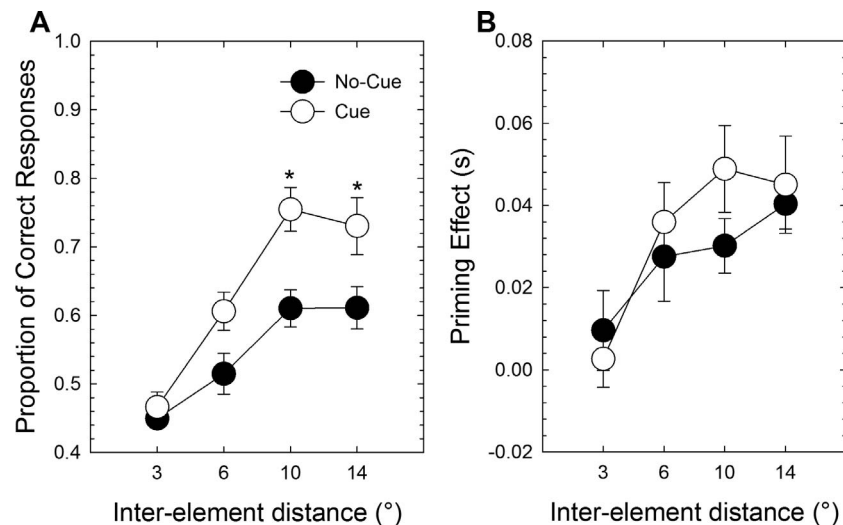 A
Proportion of Correct Responses
1.0
0.9
0.8
0.7
0.6
0.5
0.4
No-Cue
Cue
*
*
3 6 10 14
Inter-element distance (°)
B
Priming Effect (s)
0.08
0.06
0.04
0.02
0.00
-0.02
3 6 10 14
Inter-element distance (°)